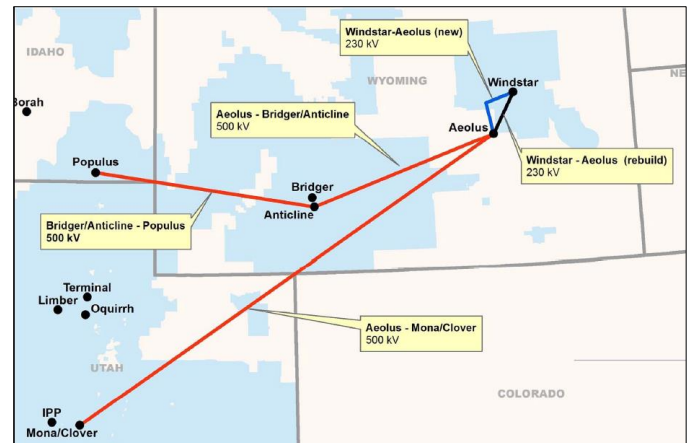 Windstar-Aeolus (new)
230 kV
IDAHO
WYOMING
NE
Windstar
Borah
Aeolus - Bridger/Anticline
500 kV
Aeolus
Populus
Windstar - Aeolus (rebuild)
230 kV
Bridger
Anticline
Bridger/Anticline - Populus
500 kV
Terminal
Limber
Oquirrh
Aeolus - Mona/Clover
500 kV
UTAH
COLORADO
IPP
Mona/Clover